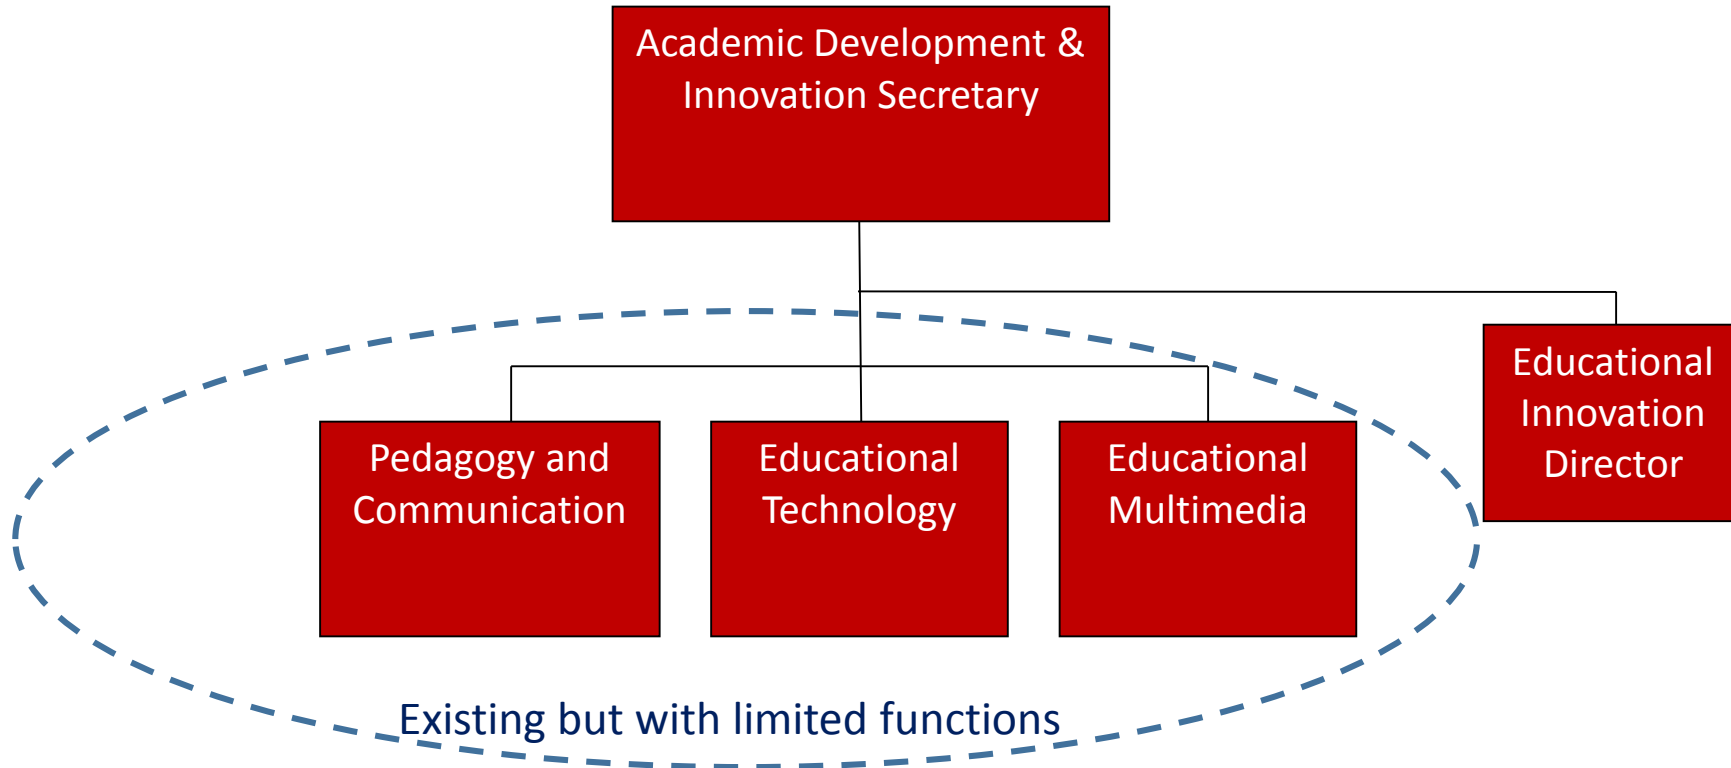 Academic Development &
Innovation Secretary
Educational
Innovation
Director
Pedagogy and
Communication
Educational
Technology
Educational
Multimedia
Existing but with limited functions